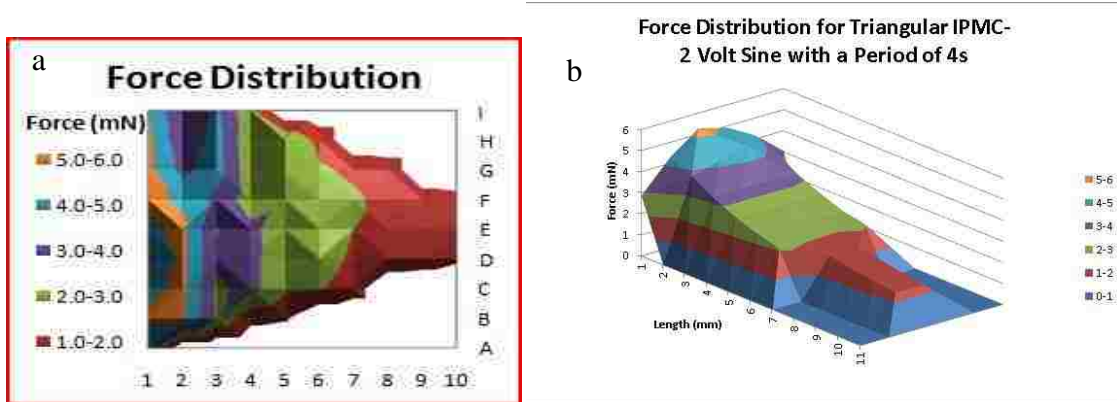 a
Force Distribution
Force (mN)
5.0-6.0
4.0-5.0
3.0-4.0
2.0-3.0
1.0-2.0
I
H
G
F
E
D
C
B
A
1 2 3 4 5 6 7 8 9 10
Force Distribution for Triangular IPMC-
2 Volt Sine with a Period of 4s
b
Force (mN)
6
5
4
3
2
1
0
1
2
3
4
5
6
7
8
9
10
11
Length (mm)
5-6
4-5
3-4
2-3
1-2
0-1